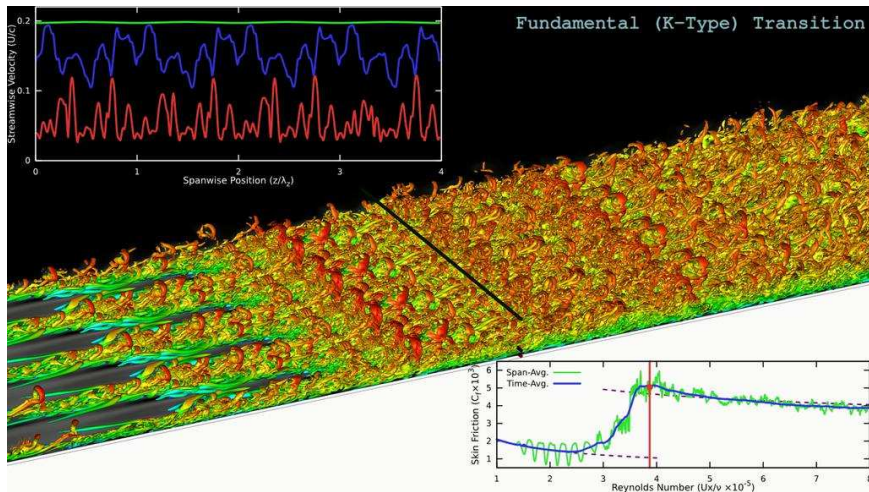 Fundamental (K-Type) Transition
0.2
0.1
0.0
Streamwise Velocity (U/c)
0 1 2 3 4
Spanwise Position (z/λz)
6
5
4
3
2
1
Skin Friction (Cf×10³)
Span-Avg.
Time-Avg.
1 2 3 4 5 6 7 8
Reynolds Number (Ux/ν ×10⁻⁵)